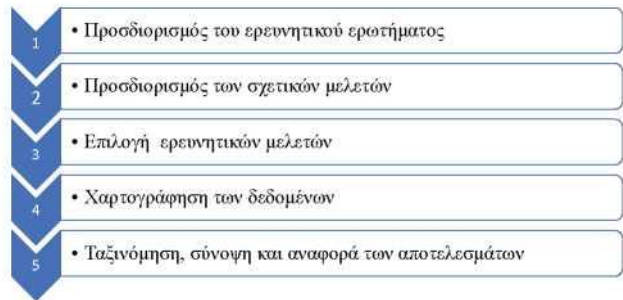 1 • Προσδιορισμός του ερευνητικού ερωτήματος
2 • Προσδιορισμός των σχετικών μελετών
3 • Επιλογή ερευνητικών μελετών
4 • Χαρτογράφηση των δεδομένων
5 • Ταξινόμηση, σύνοψη και αναφορά των αποτελεσμάτων